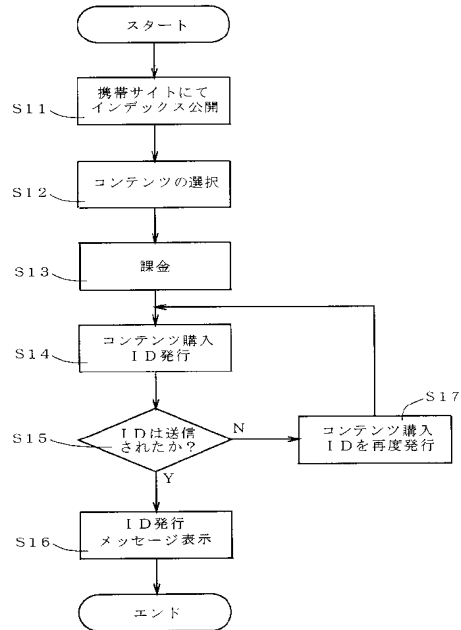 スタート
携帯サイトにて
インデックス公開
S11
コンテンツの選択
S12
課金
S13
コンテンツ購入
ID発行
S14
S17
IDは送信
されたか?
S15
N
コンテンツ購入
IDを再度発行
Y
ID発行
メッセージ表示
S16
エンド